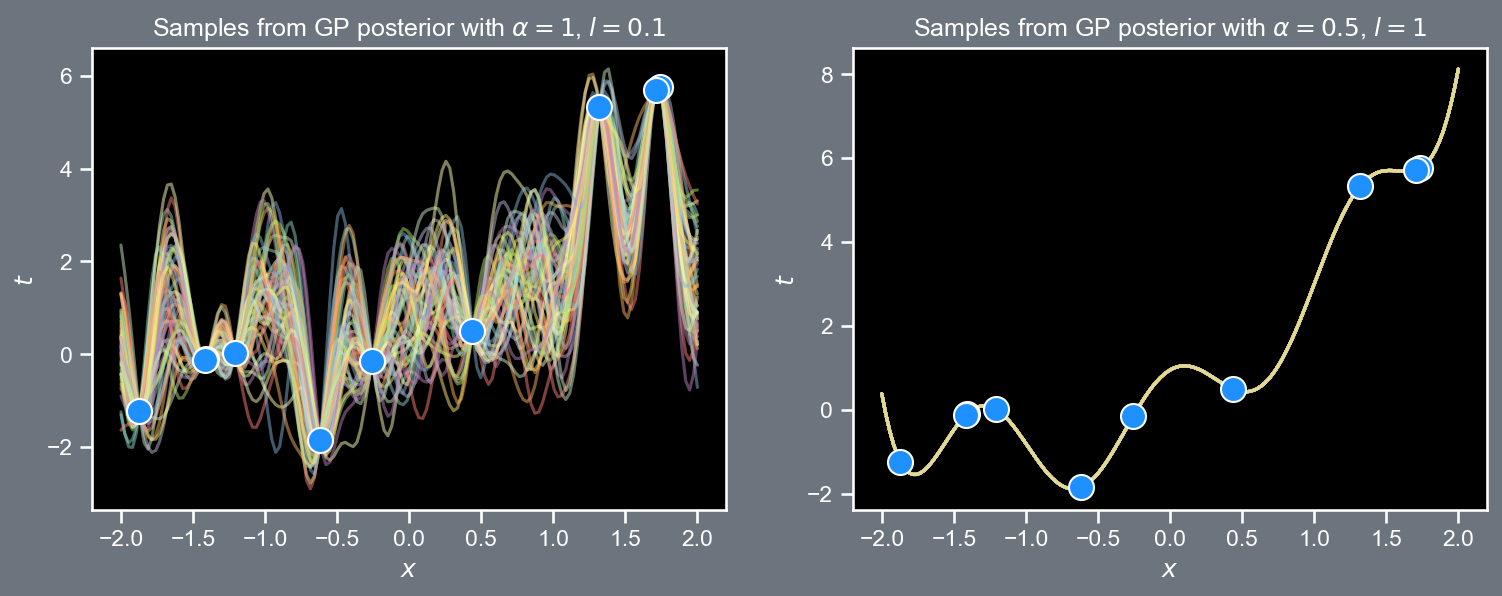 Samples from GP posterior with α = 1, l = 0.1
6
4
2
0
−2
t
−2.0 −1.5 −1.0 −0.5 0.0 0.5 1.0 1.5 2.0
x
Samples from GP posterior with α = 0.5, l = 1
8
6
4
2
0
−2
t
−2.0 −1.5 −1.0 −0.5 0.0 0.5 1.0 1.5 2.0
x